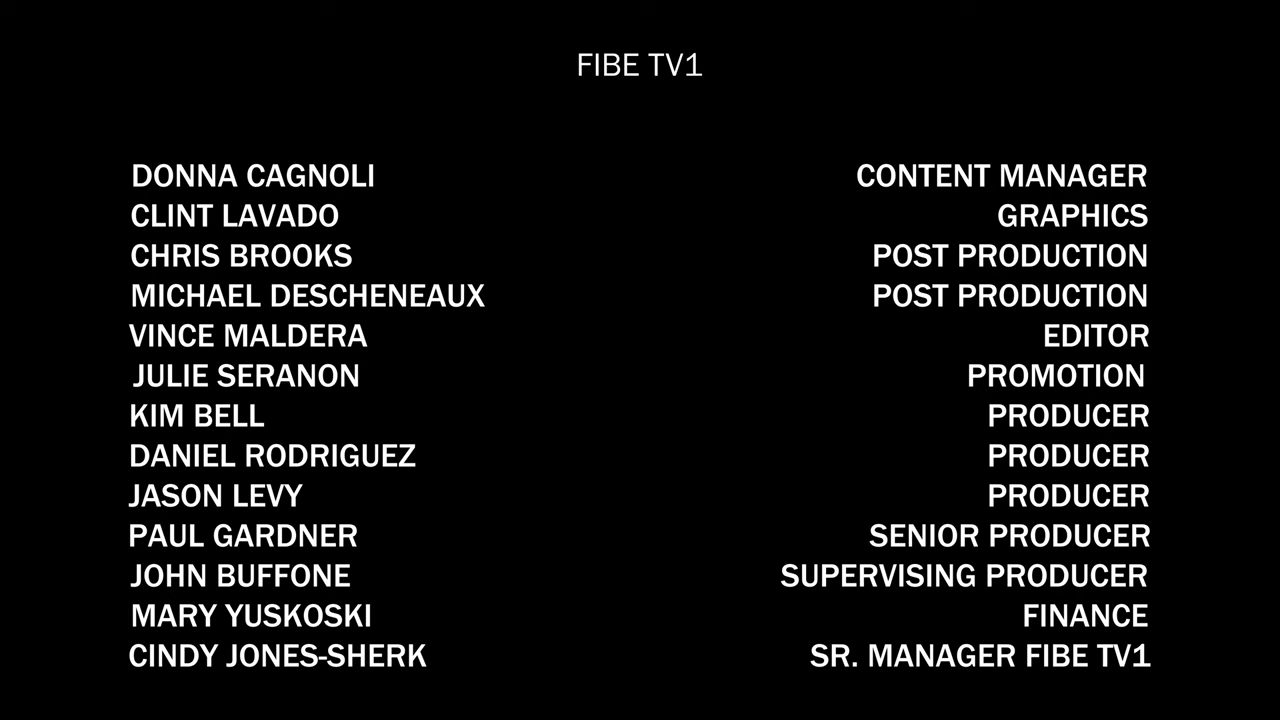 FIBE TV1
DONNA CAGNOLI CONTENT MANAGER
CLINT LAVADO GRAPHICS
CHRIS BROOKS POST PRODUCTION
MICHAEL DESCHENEAUX POST PRODUCTION
VINCE MALDERA EDITOR
JULIE SERANON PROMOTION
KIM BELL PRODUCER
DANIEL RODRIGUEZ PRODUCER
JASON LEVY PRODUCER
PAUL GARDNER SENIOR PRODUCER
JOHN BUFFONE SUPERVISING PRODUCER
MARY YUSKOSKI FINANCE
CINDY JONES-SHERK SR. MANAGER FIBE TV1